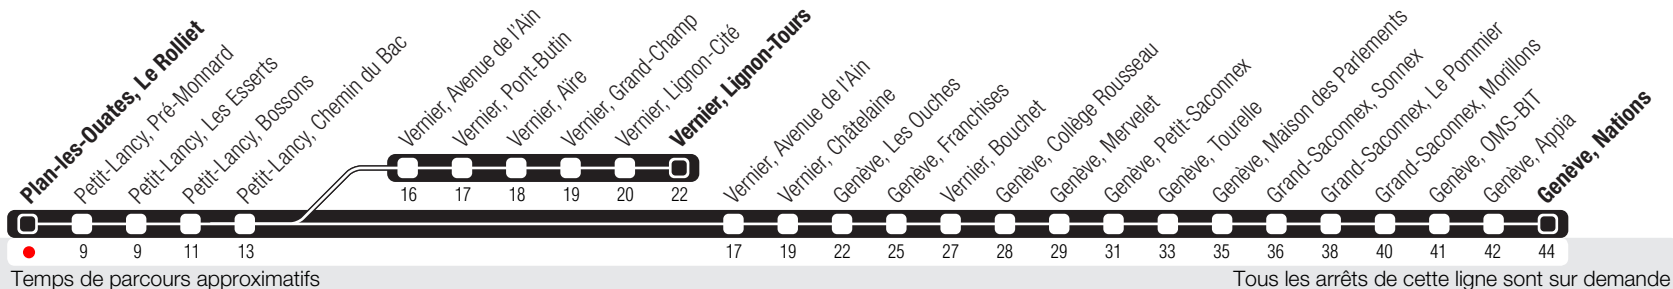 Plan-les-Ouates, Le Rolliet
Petit-Lancy, Pré-Monnard
Petit-Lancy, Les Esserts
Petit-Lancy, Bossons
Petit-Lancy, Chemin du Bac
Vernier, Avenue de l'Ain
Vernier, Pont-Butin
Vernier, Aïre
Vernier, Grand-Champ
Vernier, Lignon-Cité
Vernier, Lignon-Tours
Vernier, Avenue de l'Ain
Vernier, Châtelaine
Genève, Les Ouches
Genève, Franchises
Vernier, Bouchet
Genève, Collège Rousseau
Genève, Mervelet
Genève, Petit-Saconnex
Genève, Tourelle
Genève, Maison des Parlements
Grand-Saconnex, Sonnex
Grand-Saconnex, Le Pommier
Grand-Saconnex, Morillons
Genève, OMS-BIT
Genève, Appia
Genève, Nations
16 17 18 19 20 22
9 9 11 13 17 19 22 25 27 28 29 31 33 35 36 38 40 41 42 44
Temps de parcours approximatifs
Tous les arrêts de cette ligne sont sur demande